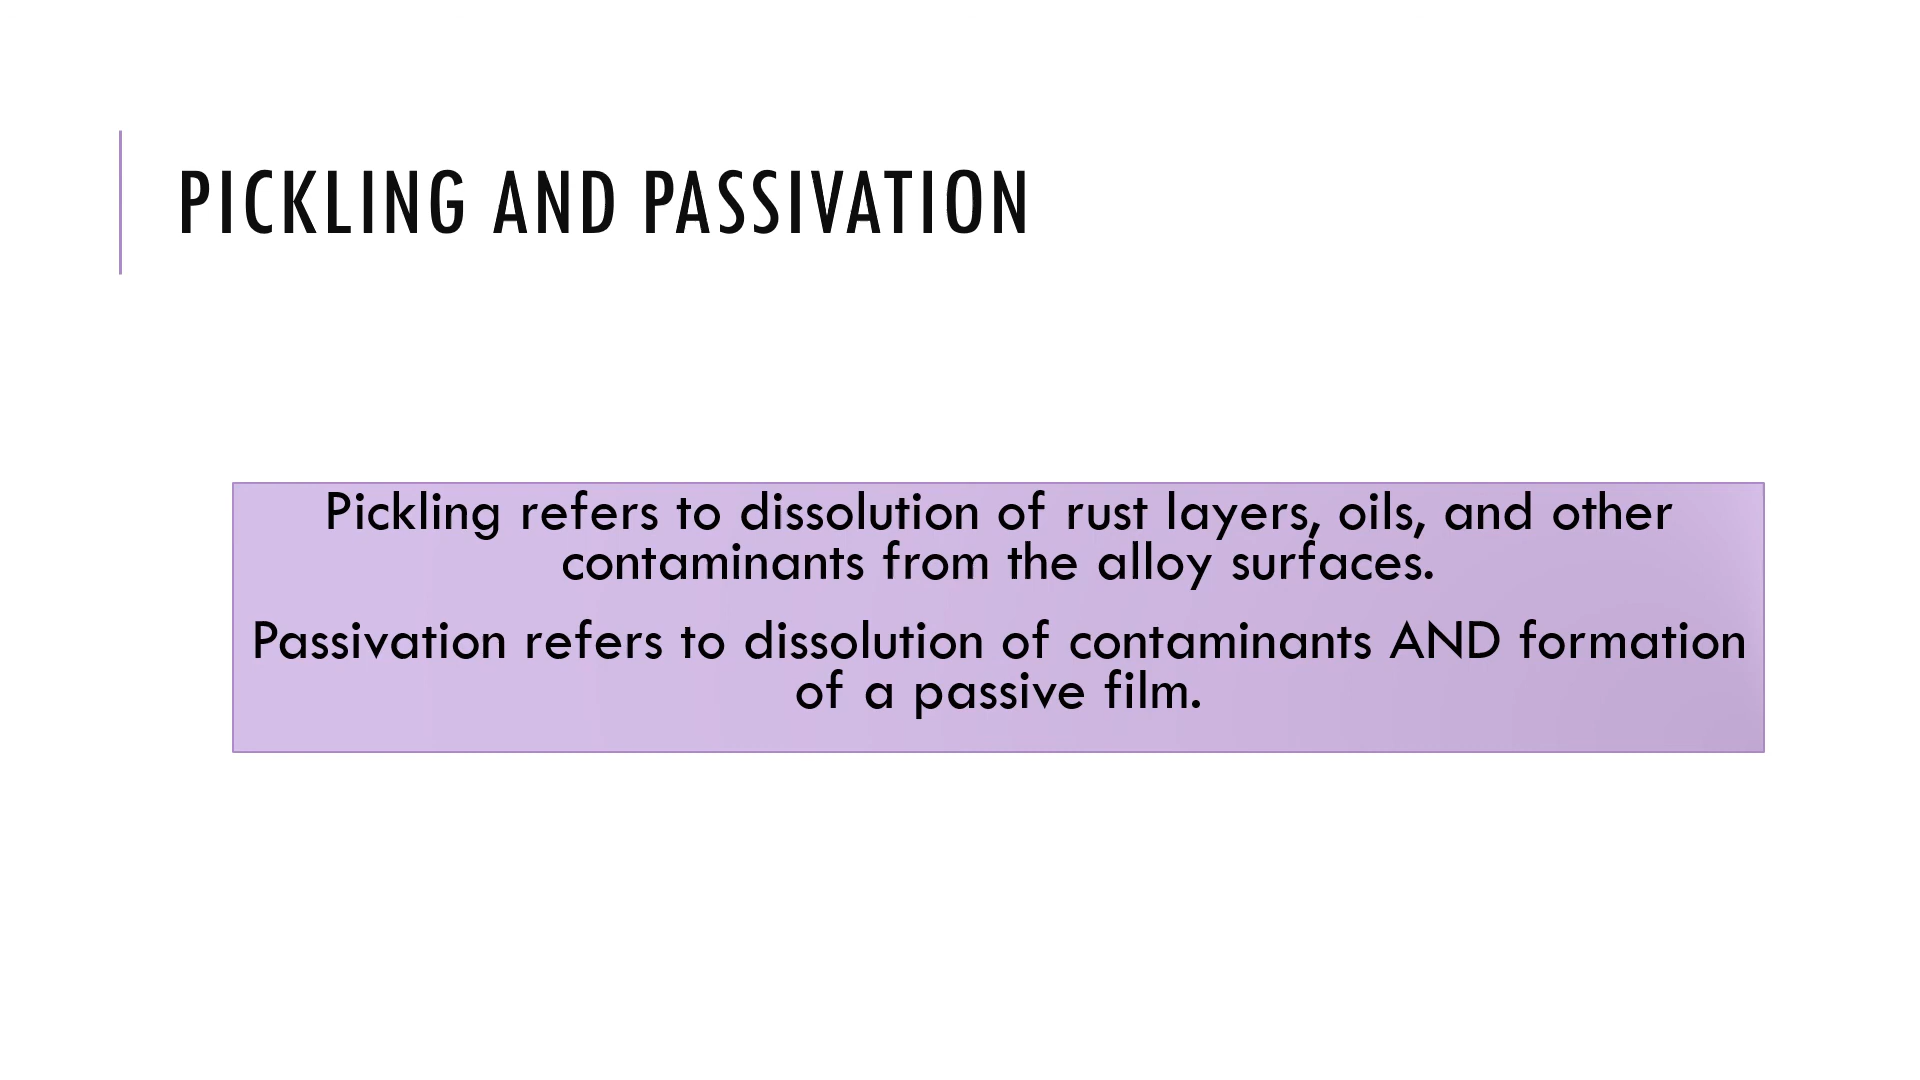 PICKLING AND PASSIVATION
Pickling refers to dissolution of rust layers, oils, and other
contaminants from the alloy surfaces.
Passivation refers to dissolution of contaminants AND formation
of a passive film.